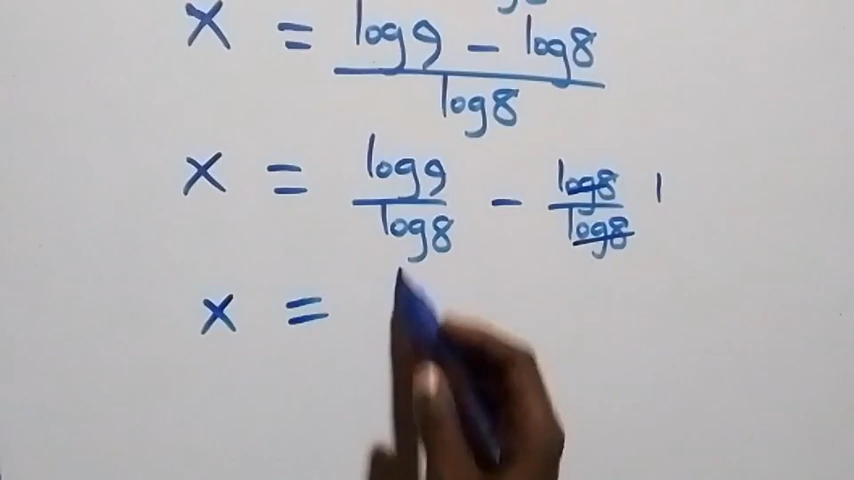 x = log9 - log8 / log8
x = log9 / log8 - log8 / log8 1
x =